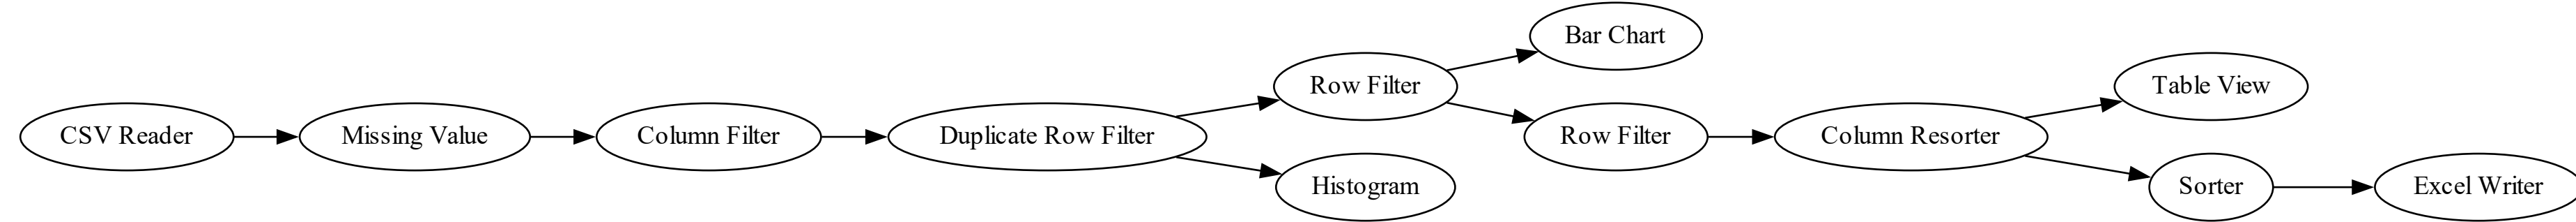 CSV Reader
Missing Value
Column Filter
Duplicate Row Filter
Row Filter
Histogram
Bar Chart
Row Filter
Column Resorter
Table View
Sorter
Excel Writer